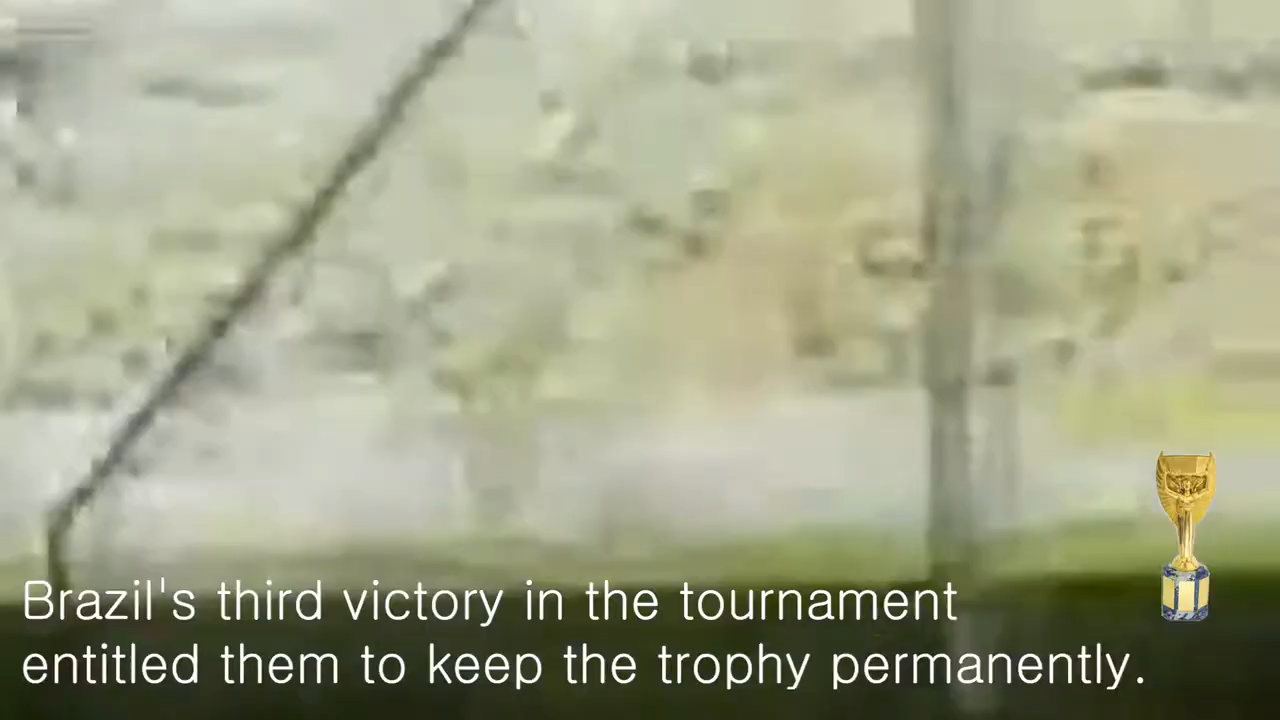 Brazil's third victory in the tournament
entitled them to keep the trophy permanently.